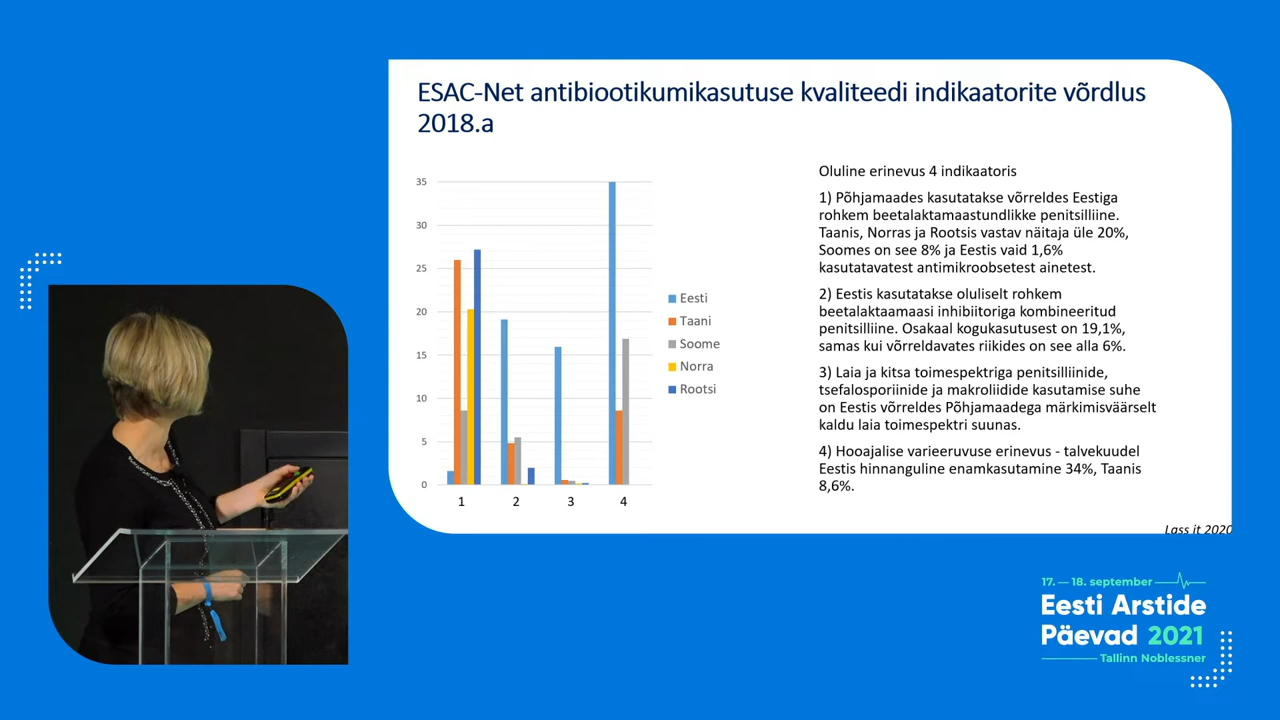 ESAC-Net antibiootikumikasutuse kvaliteedi indikaatorite võrdlus
2018.a
35
30
25
20
15
10
5
0
1
2
3
4
Eesti
Taani
Soome
Norra
Rootsi
Oluline erinevus 4 indikaatoris
1) Põhjamaades kasutatakse võrreldes Eestiga
rohkem beetalaktamaastundlikke penitsilliine.
Taanis, Norras ja Rootsis vastav näitaja üle 20%,
Soomes on see 8% ja Eestis vaid 1,6%
kasutatavatest antimikroobsetest ainetest.
2) Eestis kasutatakse oluliselt rohkem
beetalaktaamaasi inhibiitoriga kombineeritud
penitsilliine. Osakaal kogukasutusest on 19,1%,
samas kui võrreldavates riikides on see alla 6%.
3) Laia ja kitsa toimespektriga penitsilliinide,
tsefalosporiinide ja makroliidide kasutamise suhe
on Eestis võrreldes Põhjamaadega märkimisväärselt
kaldu laia toimespektri suunas.
4) Hooajalise varieeruvuse erinevus - talvekuudel
Eestis hinnanguline enamkasutamine 34%, Taanis
8,6%.
Lass it 2020
17. — 18. september
Eesti Arstide
Päevad 2021
Tallinn Noblessner